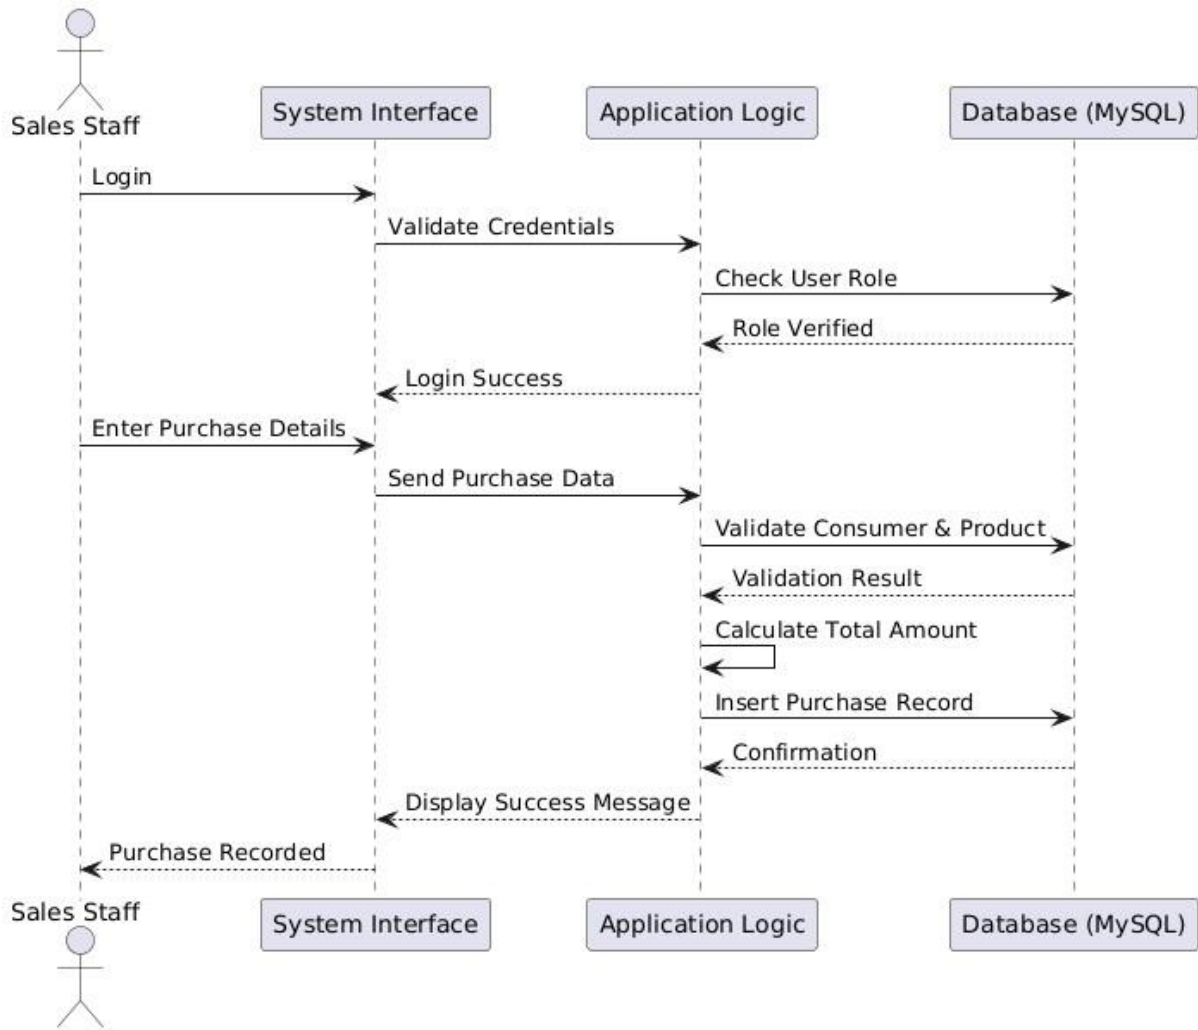 Sales Staff
System Interface
Application Logic
Database (MySQL)
Login
Validate Credentials
Check User Role
Role Verified
Login Success
Enter Purchase Details
Send Purchase Data
Validate Consumer & Product
Validation Result
Calculate Total Amount
Insert Purchase Record
Confirmation
Display Success Message
Purchase Recorded
Sales Staff
System Interface
Application Logic
Database (MySQL)